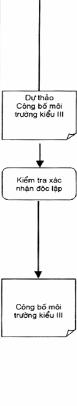 Dự thảo
Công bố môi
trường kiểu III
Kiểm tra xác
nhận độc lập
Công bố môi
trường kiểu III